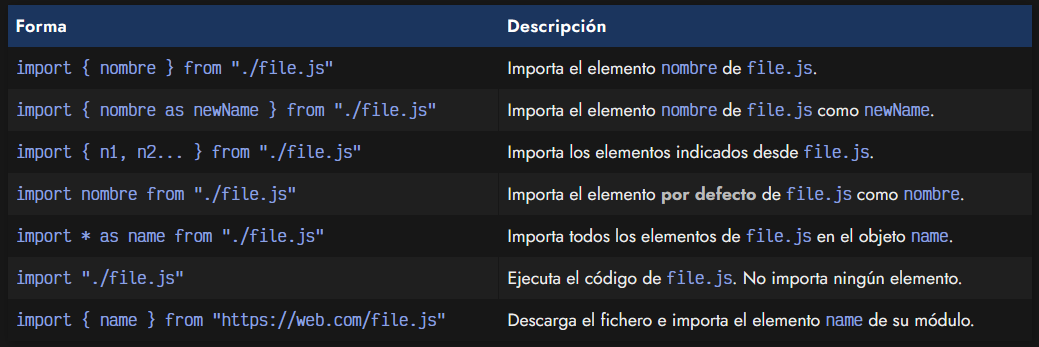 Forma Descripción
import { nombre } from "./file.js" Importa el elemento nombre de file.js.
import { nombre as newName } from "./file.js" Importa el elemento nombre de file.js como newName.
import { n1, n2... } from "./file.js" Importa los elementos indicados desde file.js.
import nombre from "./file.js" Importa el elemento por defecto de file.js como nombre.
import * as name from "./file.js" Importa todos los elementos de file.js en el objeto name.
import "./file.js" Ejecuta el código de file.js. No importa ningún elemento.
import { name } from "https://web.com/file.js" Descarga el fichero e importa el elemento name de su módulo.